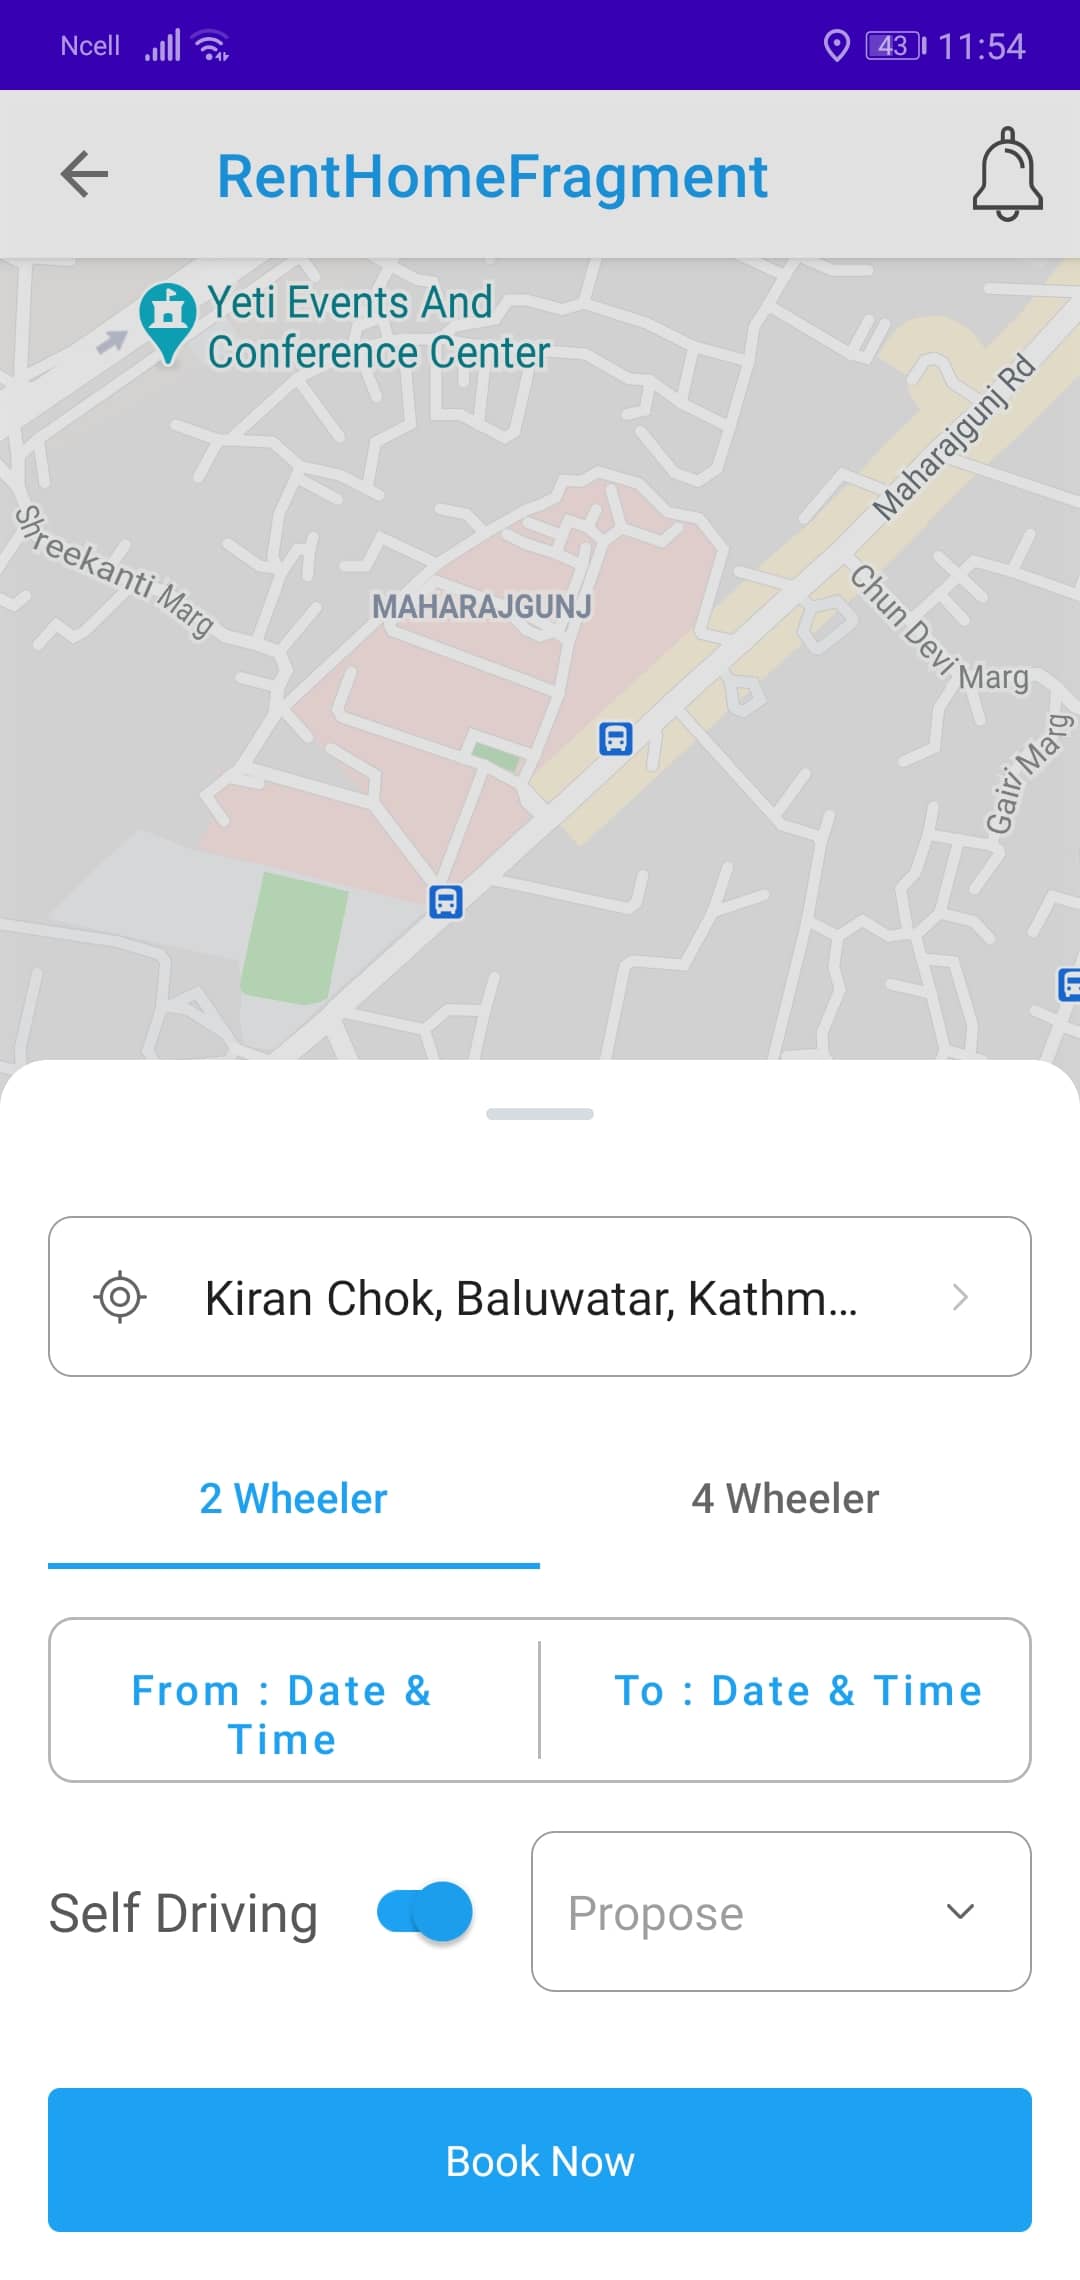 Ncell
43 11:54
RentHomeFragment
Yeti Events And
Conference Center
Maharajgunj Rd
Shreekanti Marg
MAHARAJGUNJ
Chun Devi Marg
Gairi Marg
Kiran Chok, Baluwatar, Kathm...
2 Wheeler
4 Wheeler
From : Date &
Time
To : Date & Time
Self Driving
Propose
Book Now